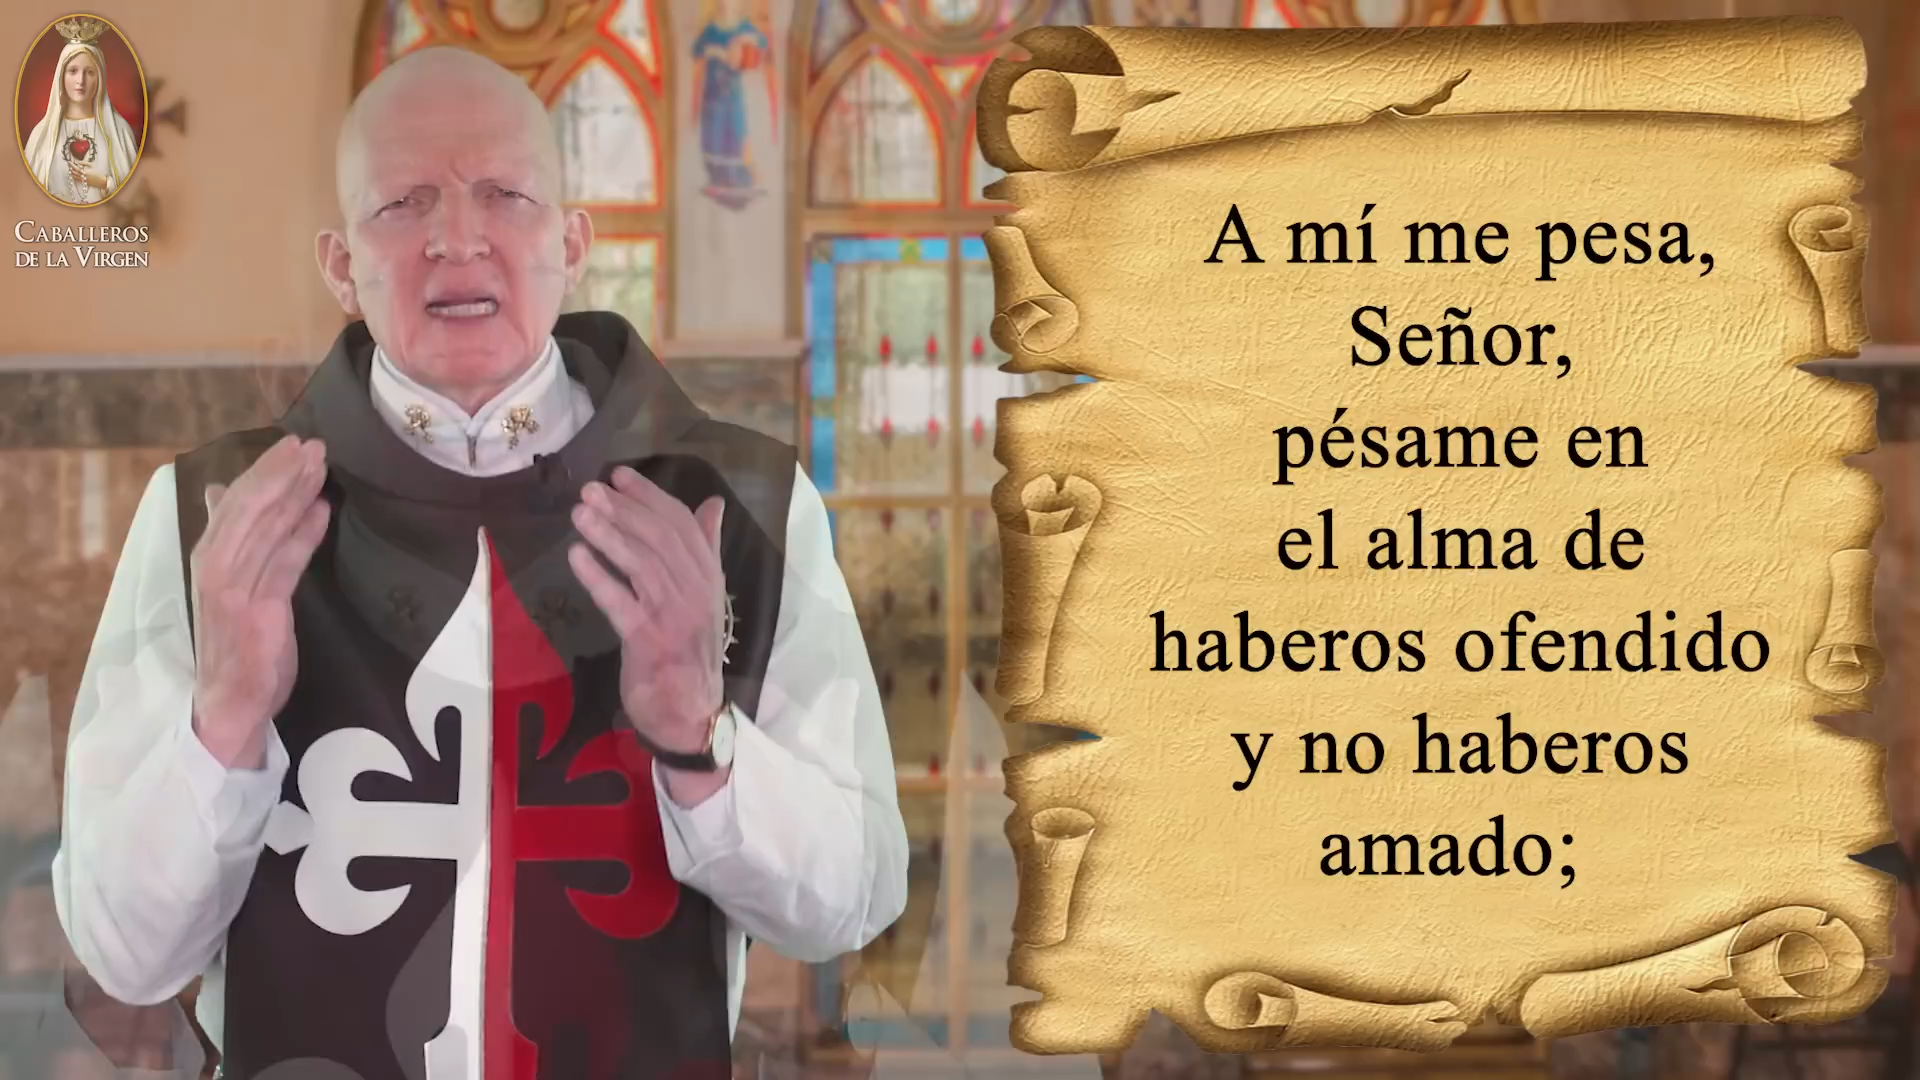 CABALLEROS
DE LA VIRGEN
A mí me pesa,
Señor,
pésame en
el alma de
haberos ofendido
y no haberos
amado;